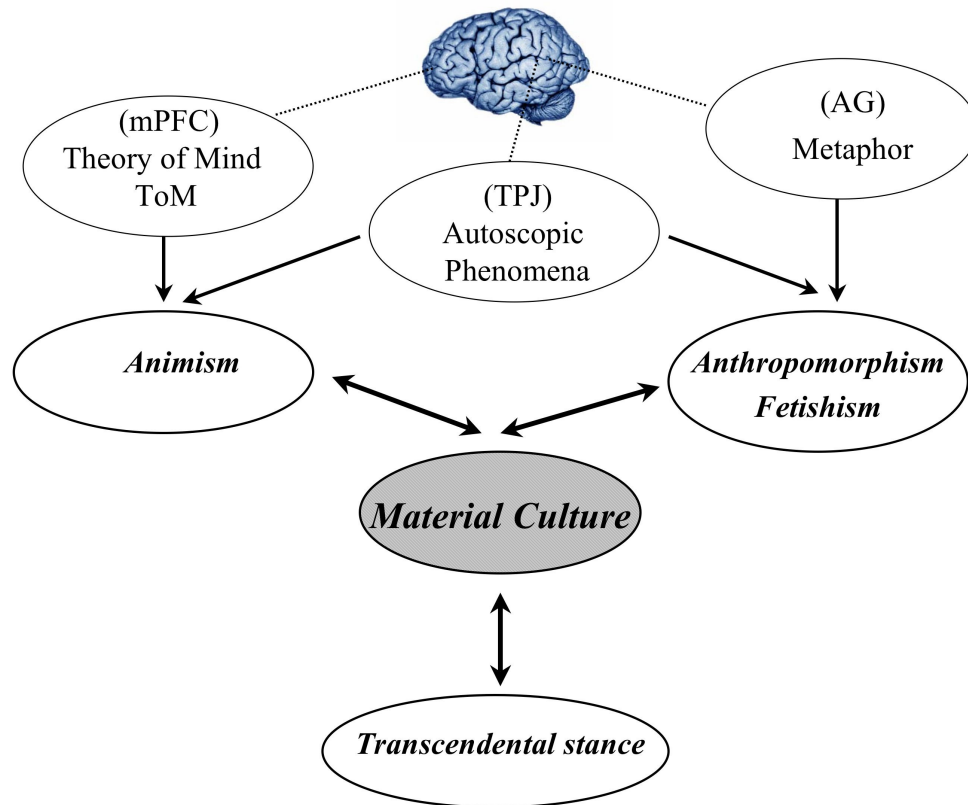 (mPFC)
Theory of Mind
ToM
(TPJ)
Autoscopic
Phenomena
(AG)
Metaphor
Animism
Anthropomorphism
Fetishism
Material Culture
Transcendental stance